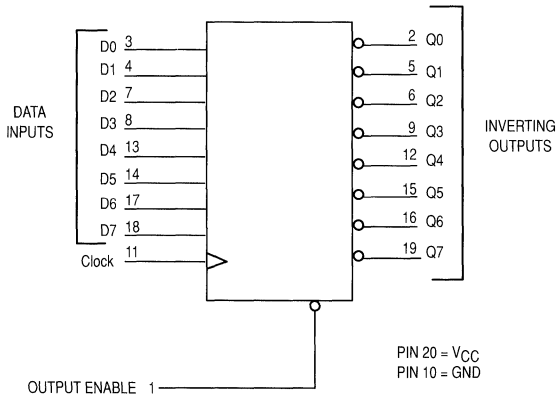 DATA
INPUTS
D0 3
D1 4
D2 7
D3 8
D4 13
D5 14
D6 17
D7 18
Clock 11
2 Q0
5 Q1
6 Q2
9 Q3
12 Q4
15 Q5
16 Q6
19 Q7
INVERTING
OUTPUTS
PIN 20 = VCC
PIN 10 = GND
OUTPUT ENABLE 1